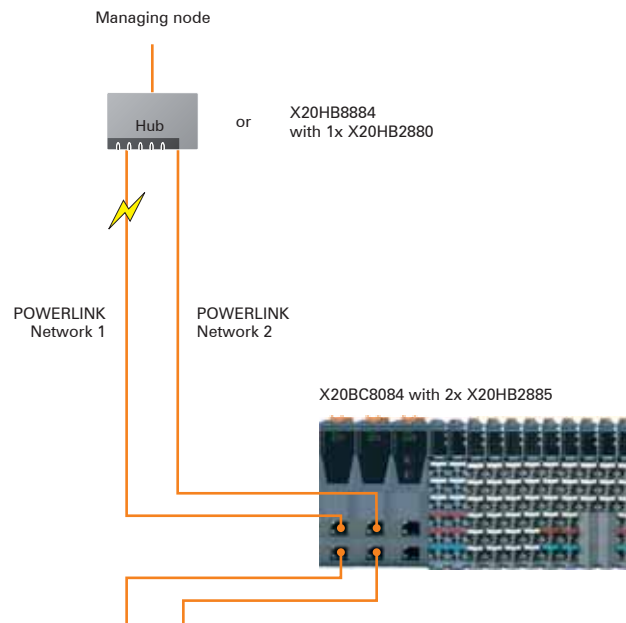 Managing node
Hub
or
X20HB8884
with 1x X20HB2880
POWERLINK
Network 1
POWERLINK
Network 2
X20BC8084 with 2x X20HB2885